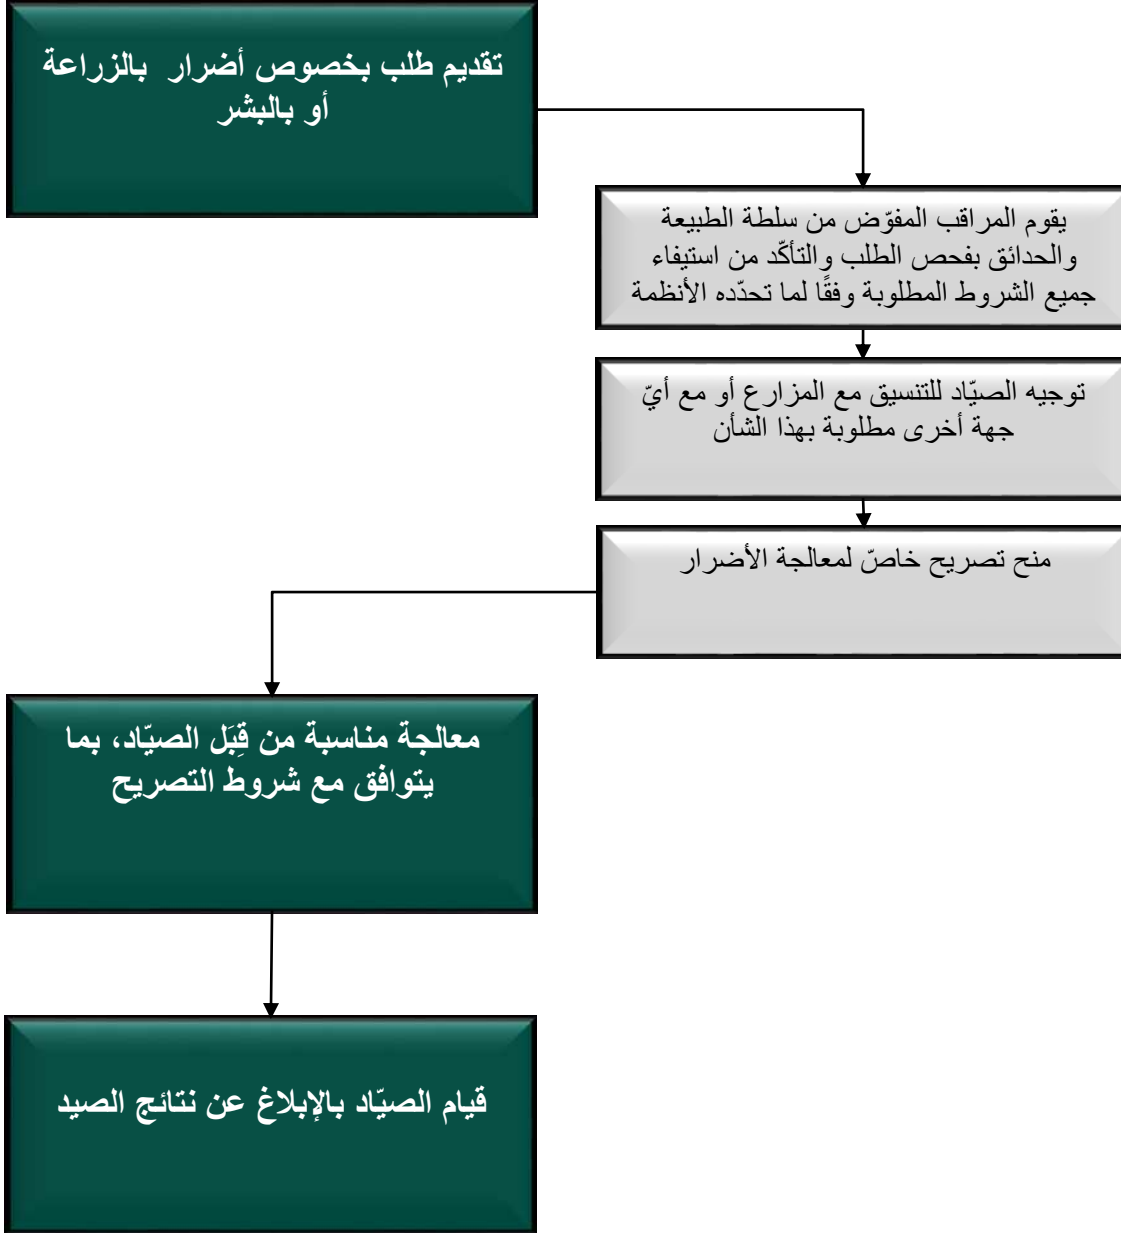 تقديم طلب بخصوص أضرار بالزراعة
أو بالبشر
يقوم المراقب المفوّض من سلطة الطبيعة
والحدائق بفحص الطلب والتأكّد من استيفاء
جميع الشروط المطلوبة وفقًا لما تحدّده الأنظمة
توجيه الصيّاد للتنسيق مع المزارع أو مع أيّ
جهة أخرى مطلوبة بهذا الشأن
منح تصريح خاصّ لمعالجة الأضرار
معالجة مناسبة من قِبَل الصيّاد، بما
يتوافق مع شروط التصريح
قيام الصيّاد بالإبلاغ عن نتائج الصيد